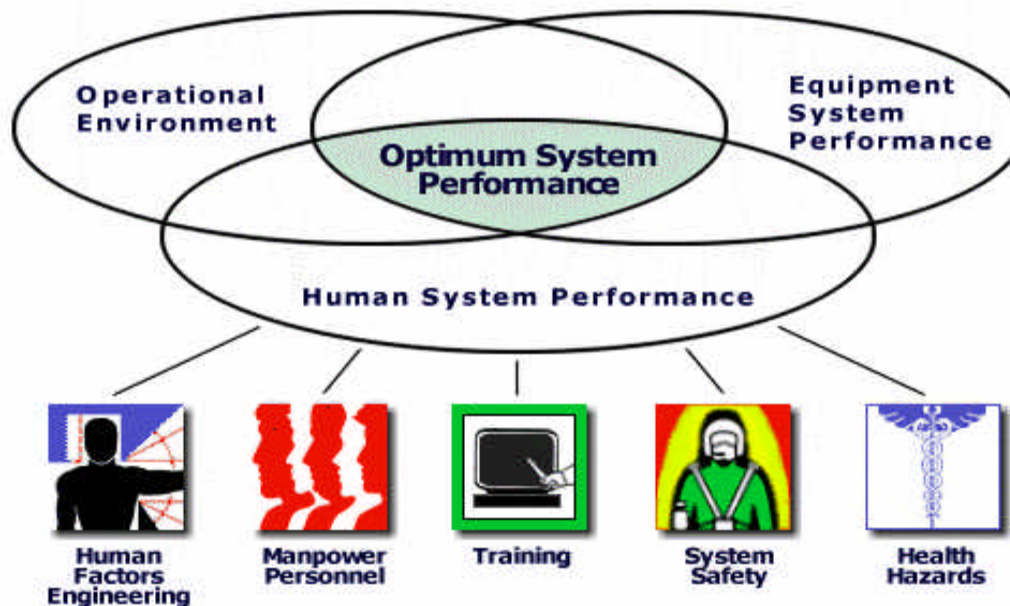 Operational
Environment
Equipment
System
Performance
Optimum System
Performance
Human System Performance
Human
Factors
Engineering
Manpower
Personnel
Training
System
Safety
Health
Hazards